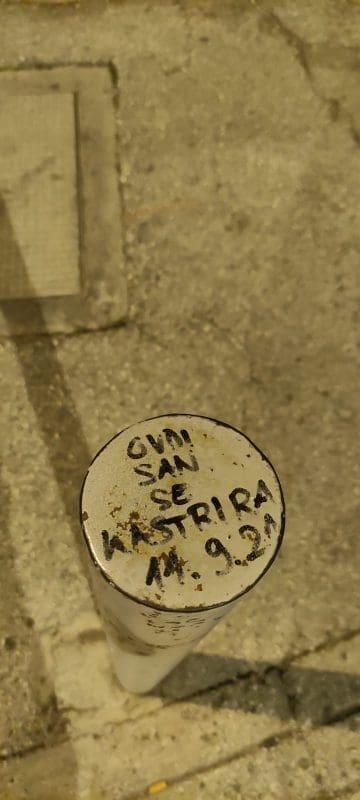 OVDI
SAN
SE
KASTRIRA
14.9.21